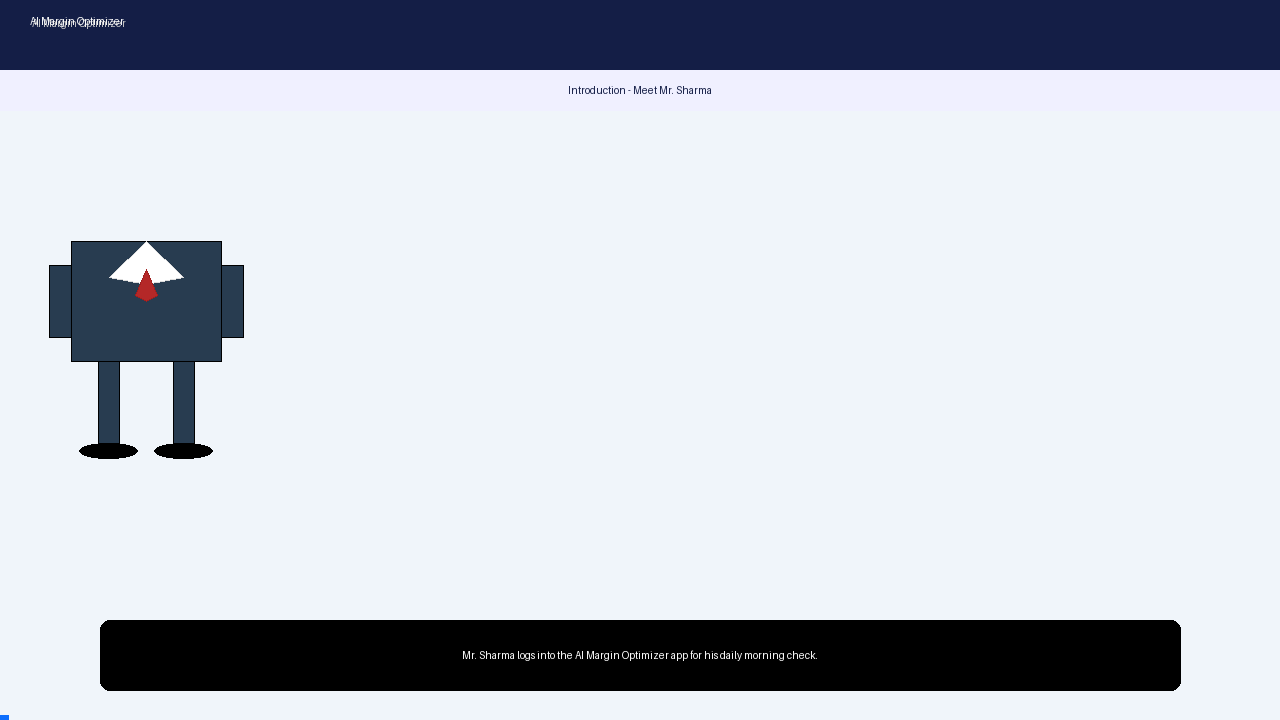 AI Margin Optimizer
Introduction - Meet Mr. Sharma
Mr. Sharma logs into the AI Margin Optimizer app for his daily morning check.